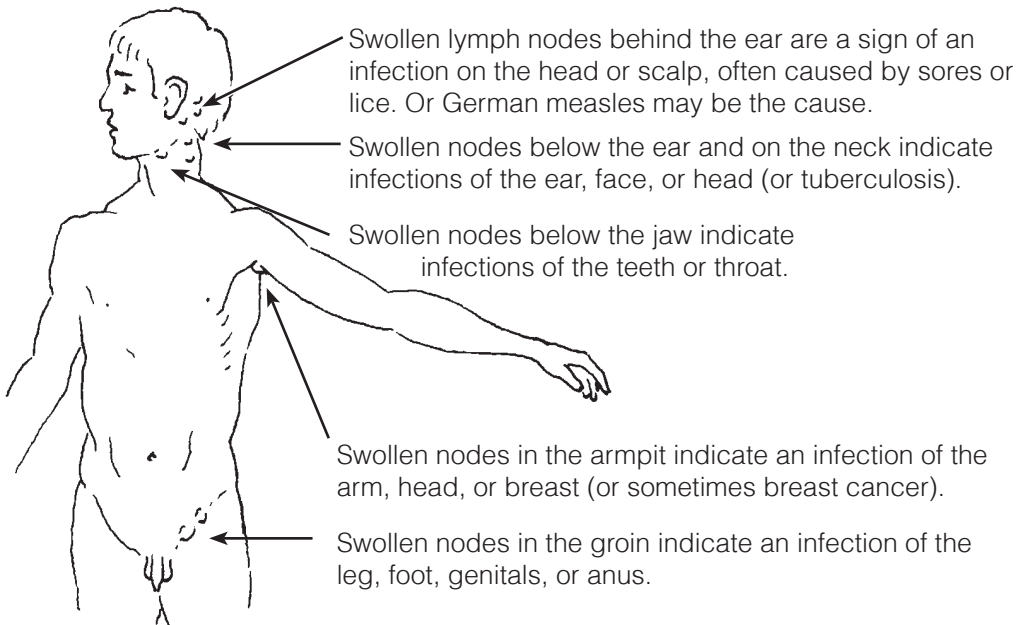 Swollen lymph nodes behind the ear are a sign of an
infection on the head or scalp, often caused by sores or
lice. Or German measles may be the cause.
Swollen nodes below the ear and on the neck indicate
infections of the ear, face, or head (or tuberculosis).
Swollen nodes below the jaw indicate
infections of the teeth or throat.
Swollen nodes in the armpit indicate an infection of the
arm, head, or breast (or sometimes breast cancer).
Swollen nodes in the groin indicate an infection of the
leg, foot, genitals, or anus.